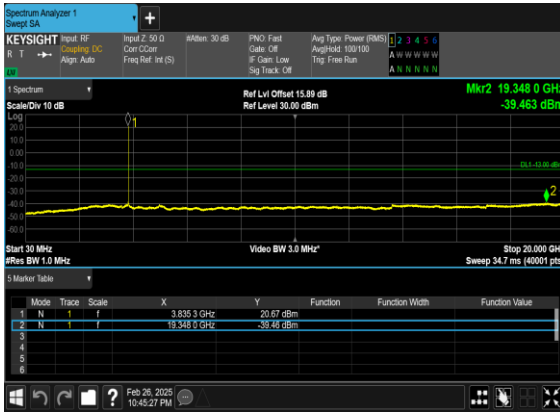 Spectrum Analyzer 1
Swept SA
+
KEYSIGHT
R T
LXI
Input: RF
Coupling: DC
Align: Auto
Input Z: 50 Ω
Corr CCorr
Freq Ref: Int (S)
#Atten: 30 dB
PNO: Fast
Gate: Off
IF Gain: Low
Sig Track: Off
Avg Type: Power (RMS)
Avg|Hold: 100/100
Trig: Free Run
1 2 3 4 5 6
A W W W W W
A N N N N N
1 Spectrum
Scale/Div 10 dB
Ref Lvl Offset 15.89 dB
Ref Level 30.00 dBm
Mkr2 19.348 0 GHz
-39.463 dBm
Log
20.0
10.0
0.00
-10.0
-20.0
-30.0
-40.0
-50.0
-60.0
1
DL1 -13.00 dBm
2
Start 30 MHz
#Res BW 1.0 MHz
Video BW 3.0 MHz*
Stop 20.000 GHz
Sweep 34.7 ms (40001 pts)
5 Marker Table
Mode Trace Scale X Y Function Function Width Function Value
1 N 1 f 3.835 3 GHz 20.67 dBm
2 N 1 f 19.348 0 GHz -39.46 dBm
3
4
5
6
?
Feb 26, 2025
10:45:27 PM